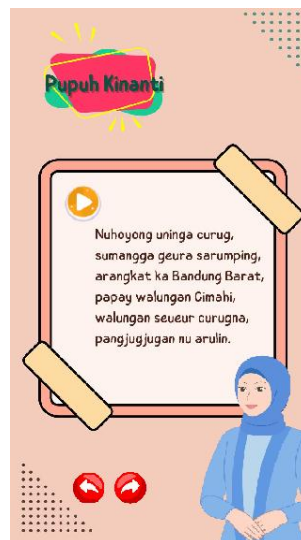 Pupuh Kinanti
Nuhoyong uninga curug,
sumangga geura sarumping,
arangkat ka Bandung Barat,
papay walungan Cimahi,
walungan seueur curugna,
pangjugjugan nu arulin.